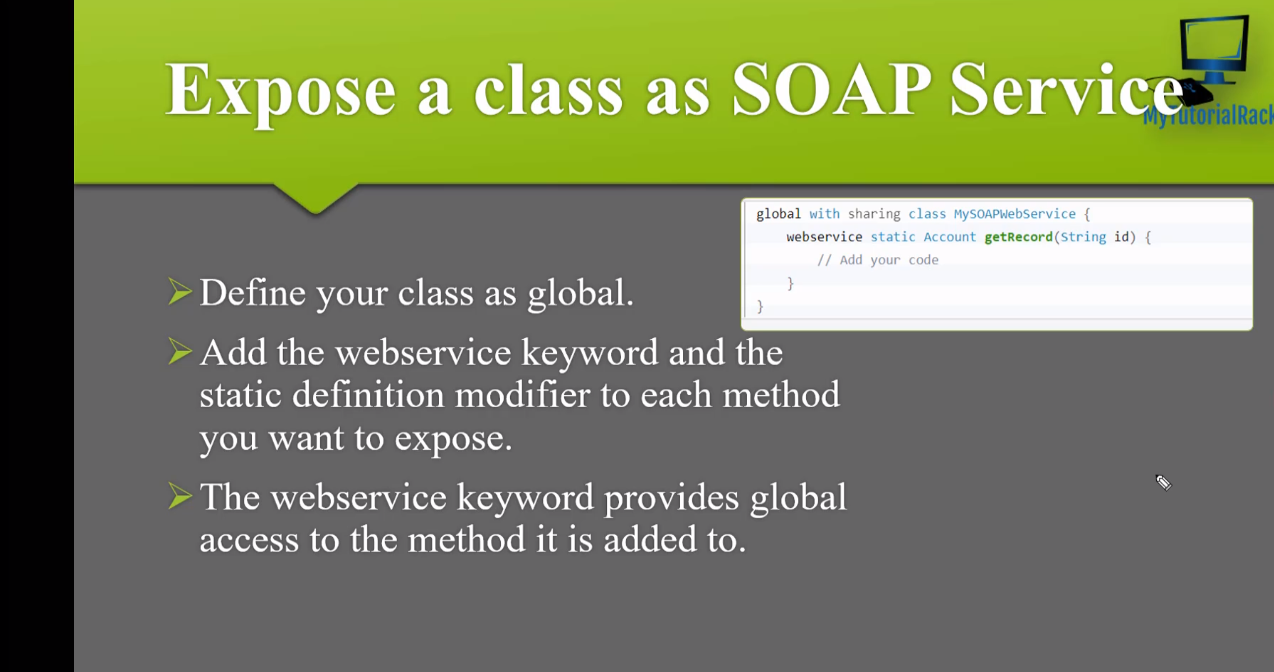 Expose a class as SOAP Service
MyTutorialRack
global with sharing class MySOAPWebService {
webservice static Account getRecord(String id) {
// Add your code
}
}
Define your class as global.
Add the webservice keyword and the
static definition modifier to each method
you want to expose.
The webservice keyword provides global
access to the method it is added to.